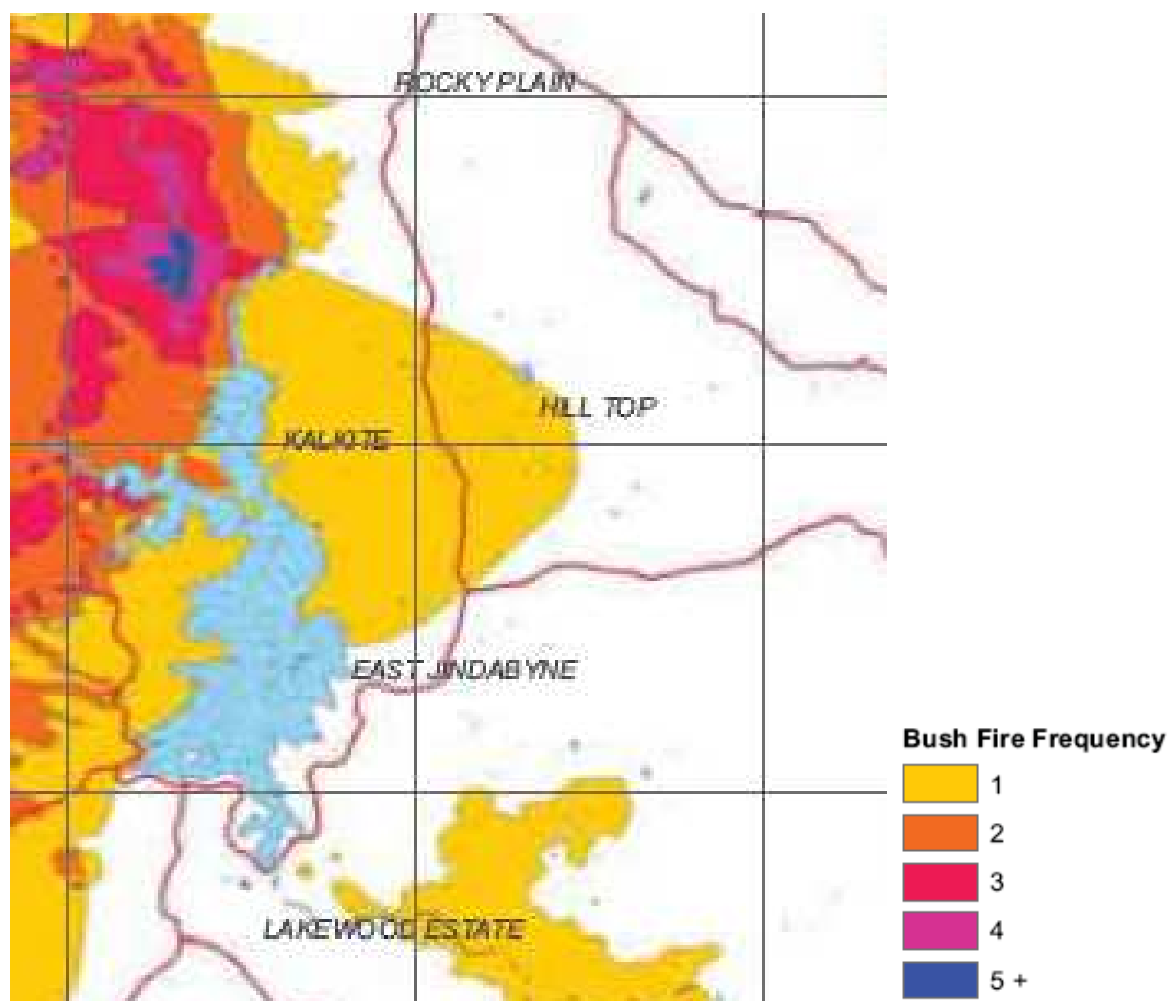 ROCKY PLAIN
HILL TOP
KALKITE
EAST JINDABYNE
LAKEWOOD ESTATE
Bush Fire Frequency
1
2
3
4
5 +